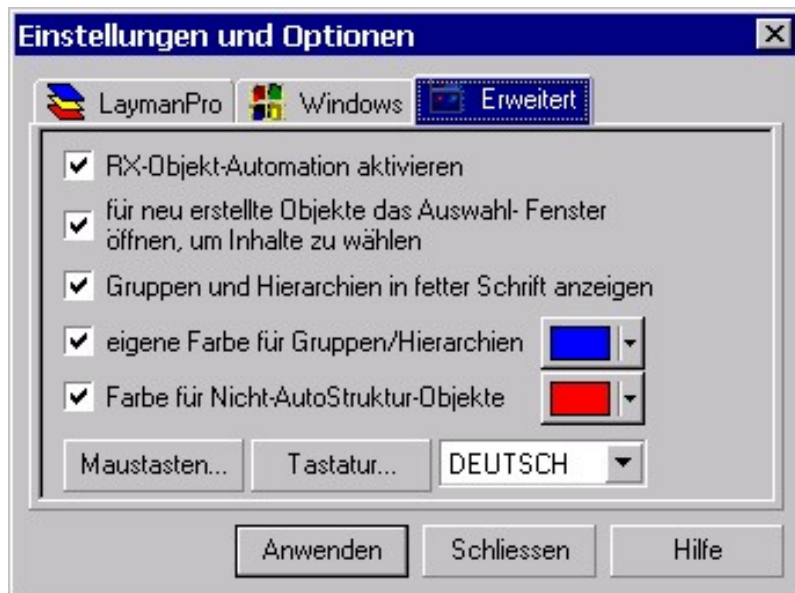 Einstellungen und Optionen
LaymanPro
Windows
Erweitert
RX-Objekt-Automation aktivieren
für neu erstellte Objekte das Auswahl- Fenster
öffnen, um Inhalte zu wählen
Gruppen und Hierarchien in fetter Schrift anzeigen
eigene Farbe für Gruppen/Hierarchien
Farbe für Nicht-AutoStruktur-Objekte
Maustasten...
Tastatur...
DEUTSCH
Anwenden
Schliessen
Hilfe